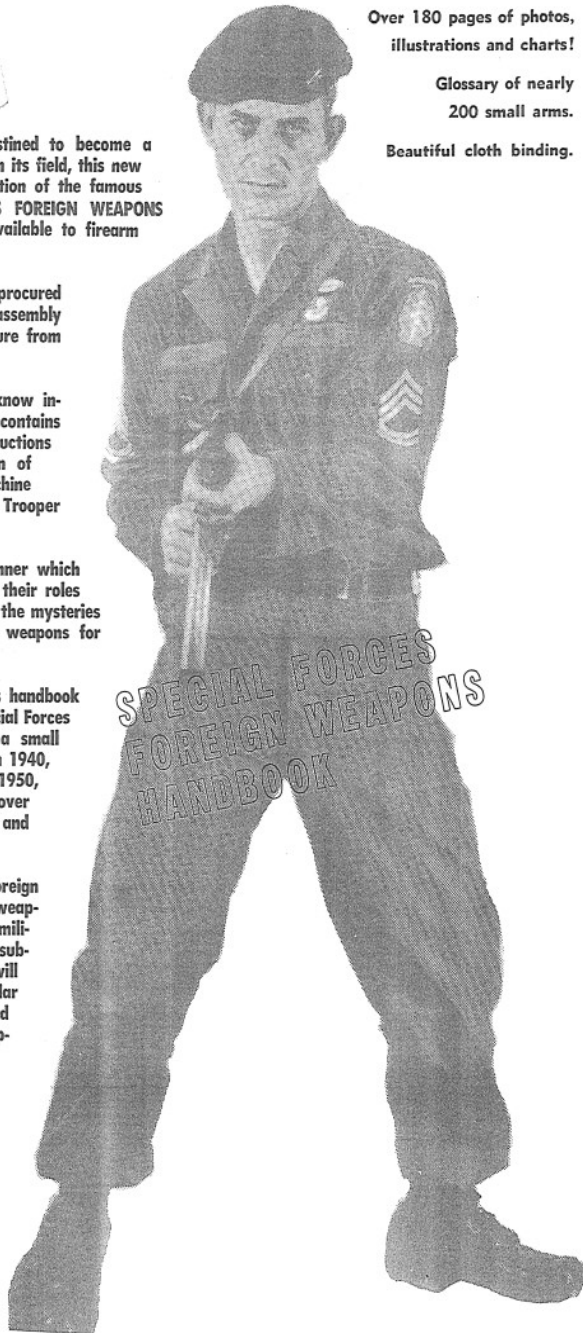 Over 180 pages of photos,
illustrations and charts!
Glossary of nearly
200 small arms.
Beautiful cloth binding.
stined to become a
n its field, this new
tion of the famous
FOREIGN WEAPONS
vailable to firearm
procured
assembly
ure from
know in-
contains
uctions
n of
chine
Trooper
nner which
their roles
the mysteries
weapons for
s handbook
cial Forces
a small
1940,
1950,
over
and
oreign
weap-
mili-
sub-
will
lar
d
p-
SPECIAL FORCES
FOREIGN WEAPONS
HANDBOOK